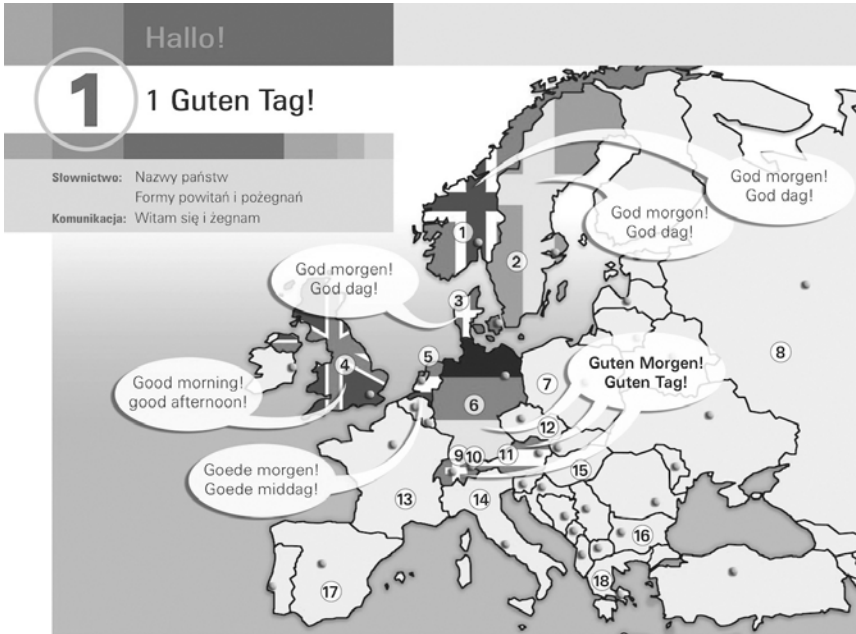 Hallo!
1
1 Guten Tag!
Słownictwo: Nazwy państw
Formy powitań i pożegnań
Komunikacja: Witam się i żegnam
God morgen!
God dag!
God morgon!
God dag!
God morgen!
God dag!
Good morning!
good afternoon!
Guten Morgen!
Guten Tag!
Goede morgen!
Goede middag!
1
2
3
4
5
6
7
8
9
10
11
12
13
14
15
16
17
18